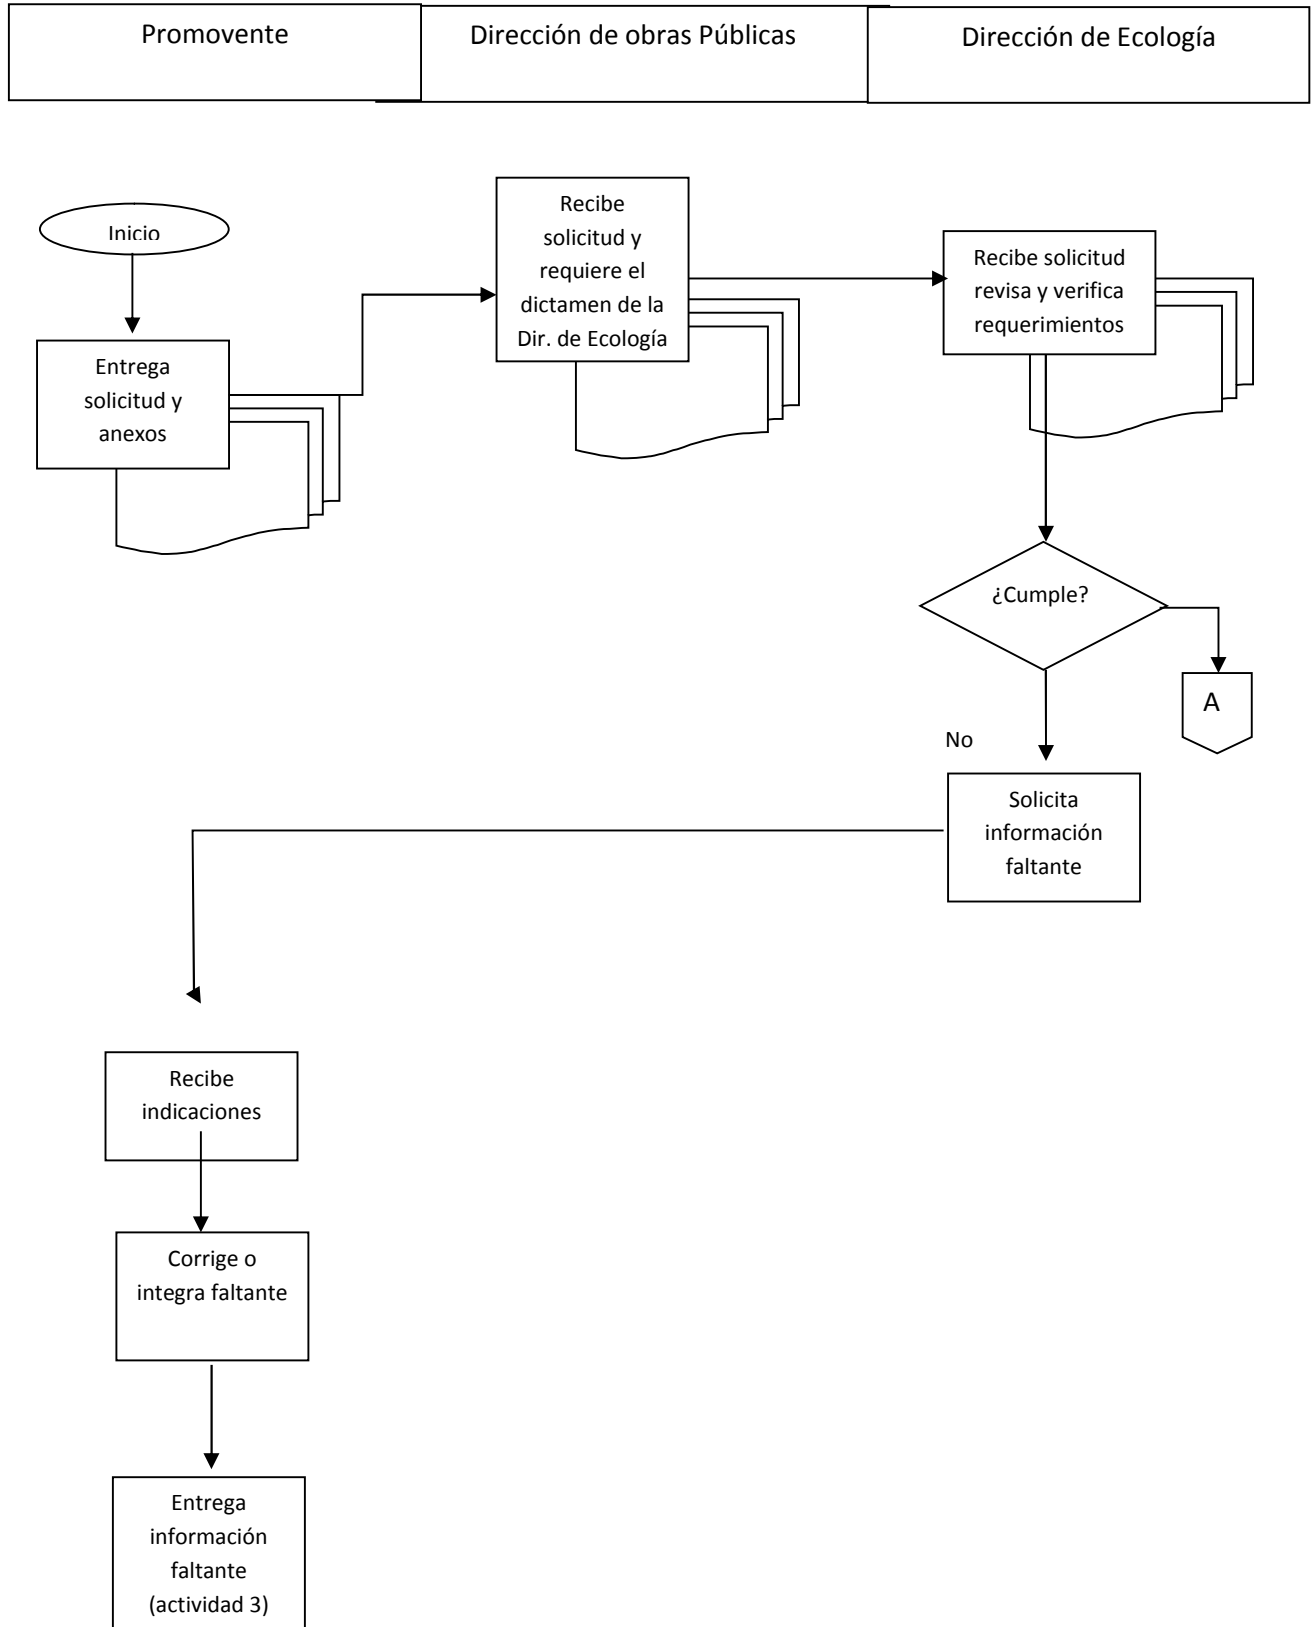 Promovente
Dirección de obras Públicas
Dirección de Ecología
Inicio
Entrega
solicitud y
anexos
Recibe
solicitud y
requiere el
dictamen de la
Dir. de Ecología
Recibe solicitud
revisa y verifica
requerimientos
¿Cumple?
A
No
Solicita
información
faltante
Recibe
indicaciones
Corrige o
integra faltante
Entrega
información
faltante
(actividad 3)